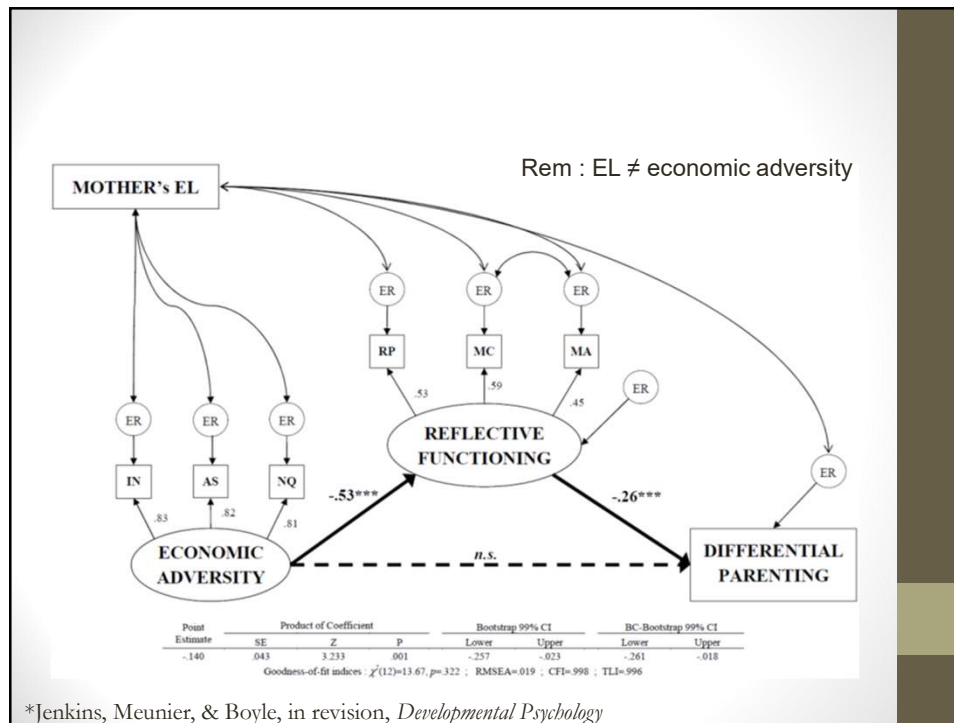 Rem : EL ≠ economic adversity
MOTHER's EL
ER ER ER
RP MC MA
.53 .59 .45
ER
REFLECTIVE
FUNCTIONING
ER ER ER
IN AS NQ
.83 .82 .81
ECONOMIC
ADVERSITY
-.53***
-.26***
n.s.
ER
DIFFERENTIAL
PARENTING
Point Estimate Product of Coefficient Bootstrap 99% CI BC-Bootstrap 99% CI
SE Z P Lower Upper Lower Upper
-.140 .043 3.233 .001 -.257 -.023 -.261 -.018
Goodness-of-fit indices : χ²(12)=13.67, p=.322 ; RMSEA=.019 ; CFI=.998 ; TLI=.996
*Jenkins, Meunier, & Boyle, in revision, Developmental Psychology